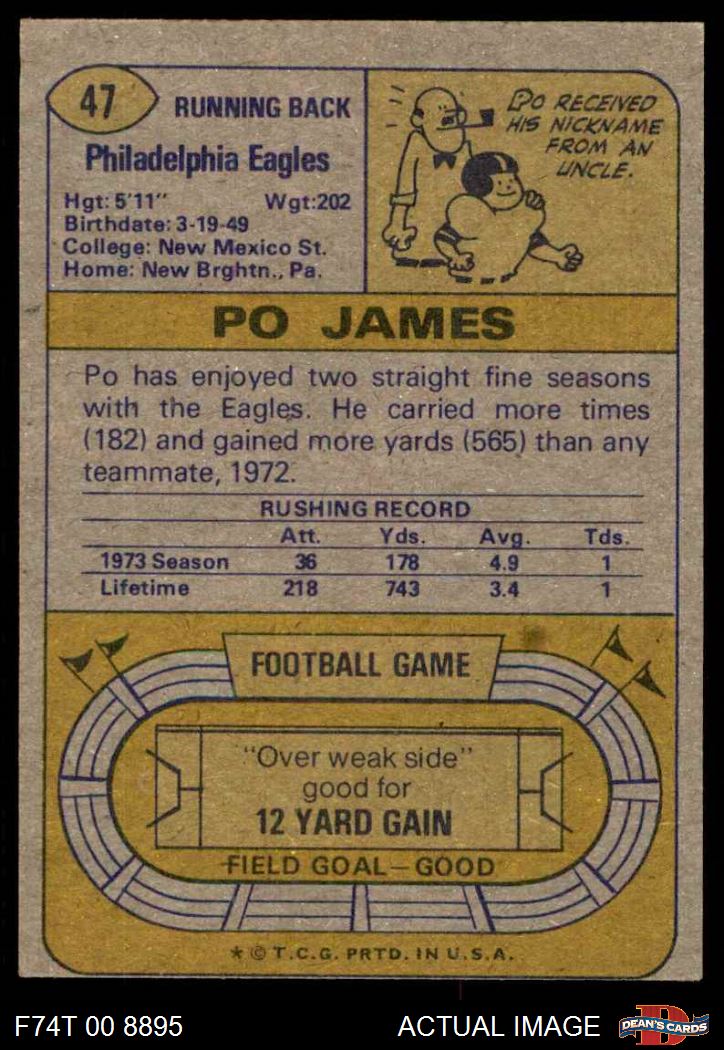 47
RUNNING BACK
Philadelphia Eagles
Hgt: 5'11" Wgt:202
Birthdate: 3-19-49
College: New Mexico St.
Home: New Brghtn., Pa.
PO RECEIVED
HIS NICKNAME
FROM AN
UNCLE.
PO JAMES
Po has enjoyed two straight fine seasons
with the Eagles. He carried more times
(182) and gained more yards (565) than any
teammate, 1972.
RUSHING RECORD
Att. Yds. Avg. Tds.
1973 Season 36 178 4.9 1
Lifetime 218 743 3.4 1
FOOTBALL GAME
"Over weak side"
good for
12 YARD GAIN
FIELD GOAL—GOOD
* © T.C.G. PRTD. IN U.S.A.
F74T 00 8895 ACTUAL IMAGE
D
DEAN'S CARDS